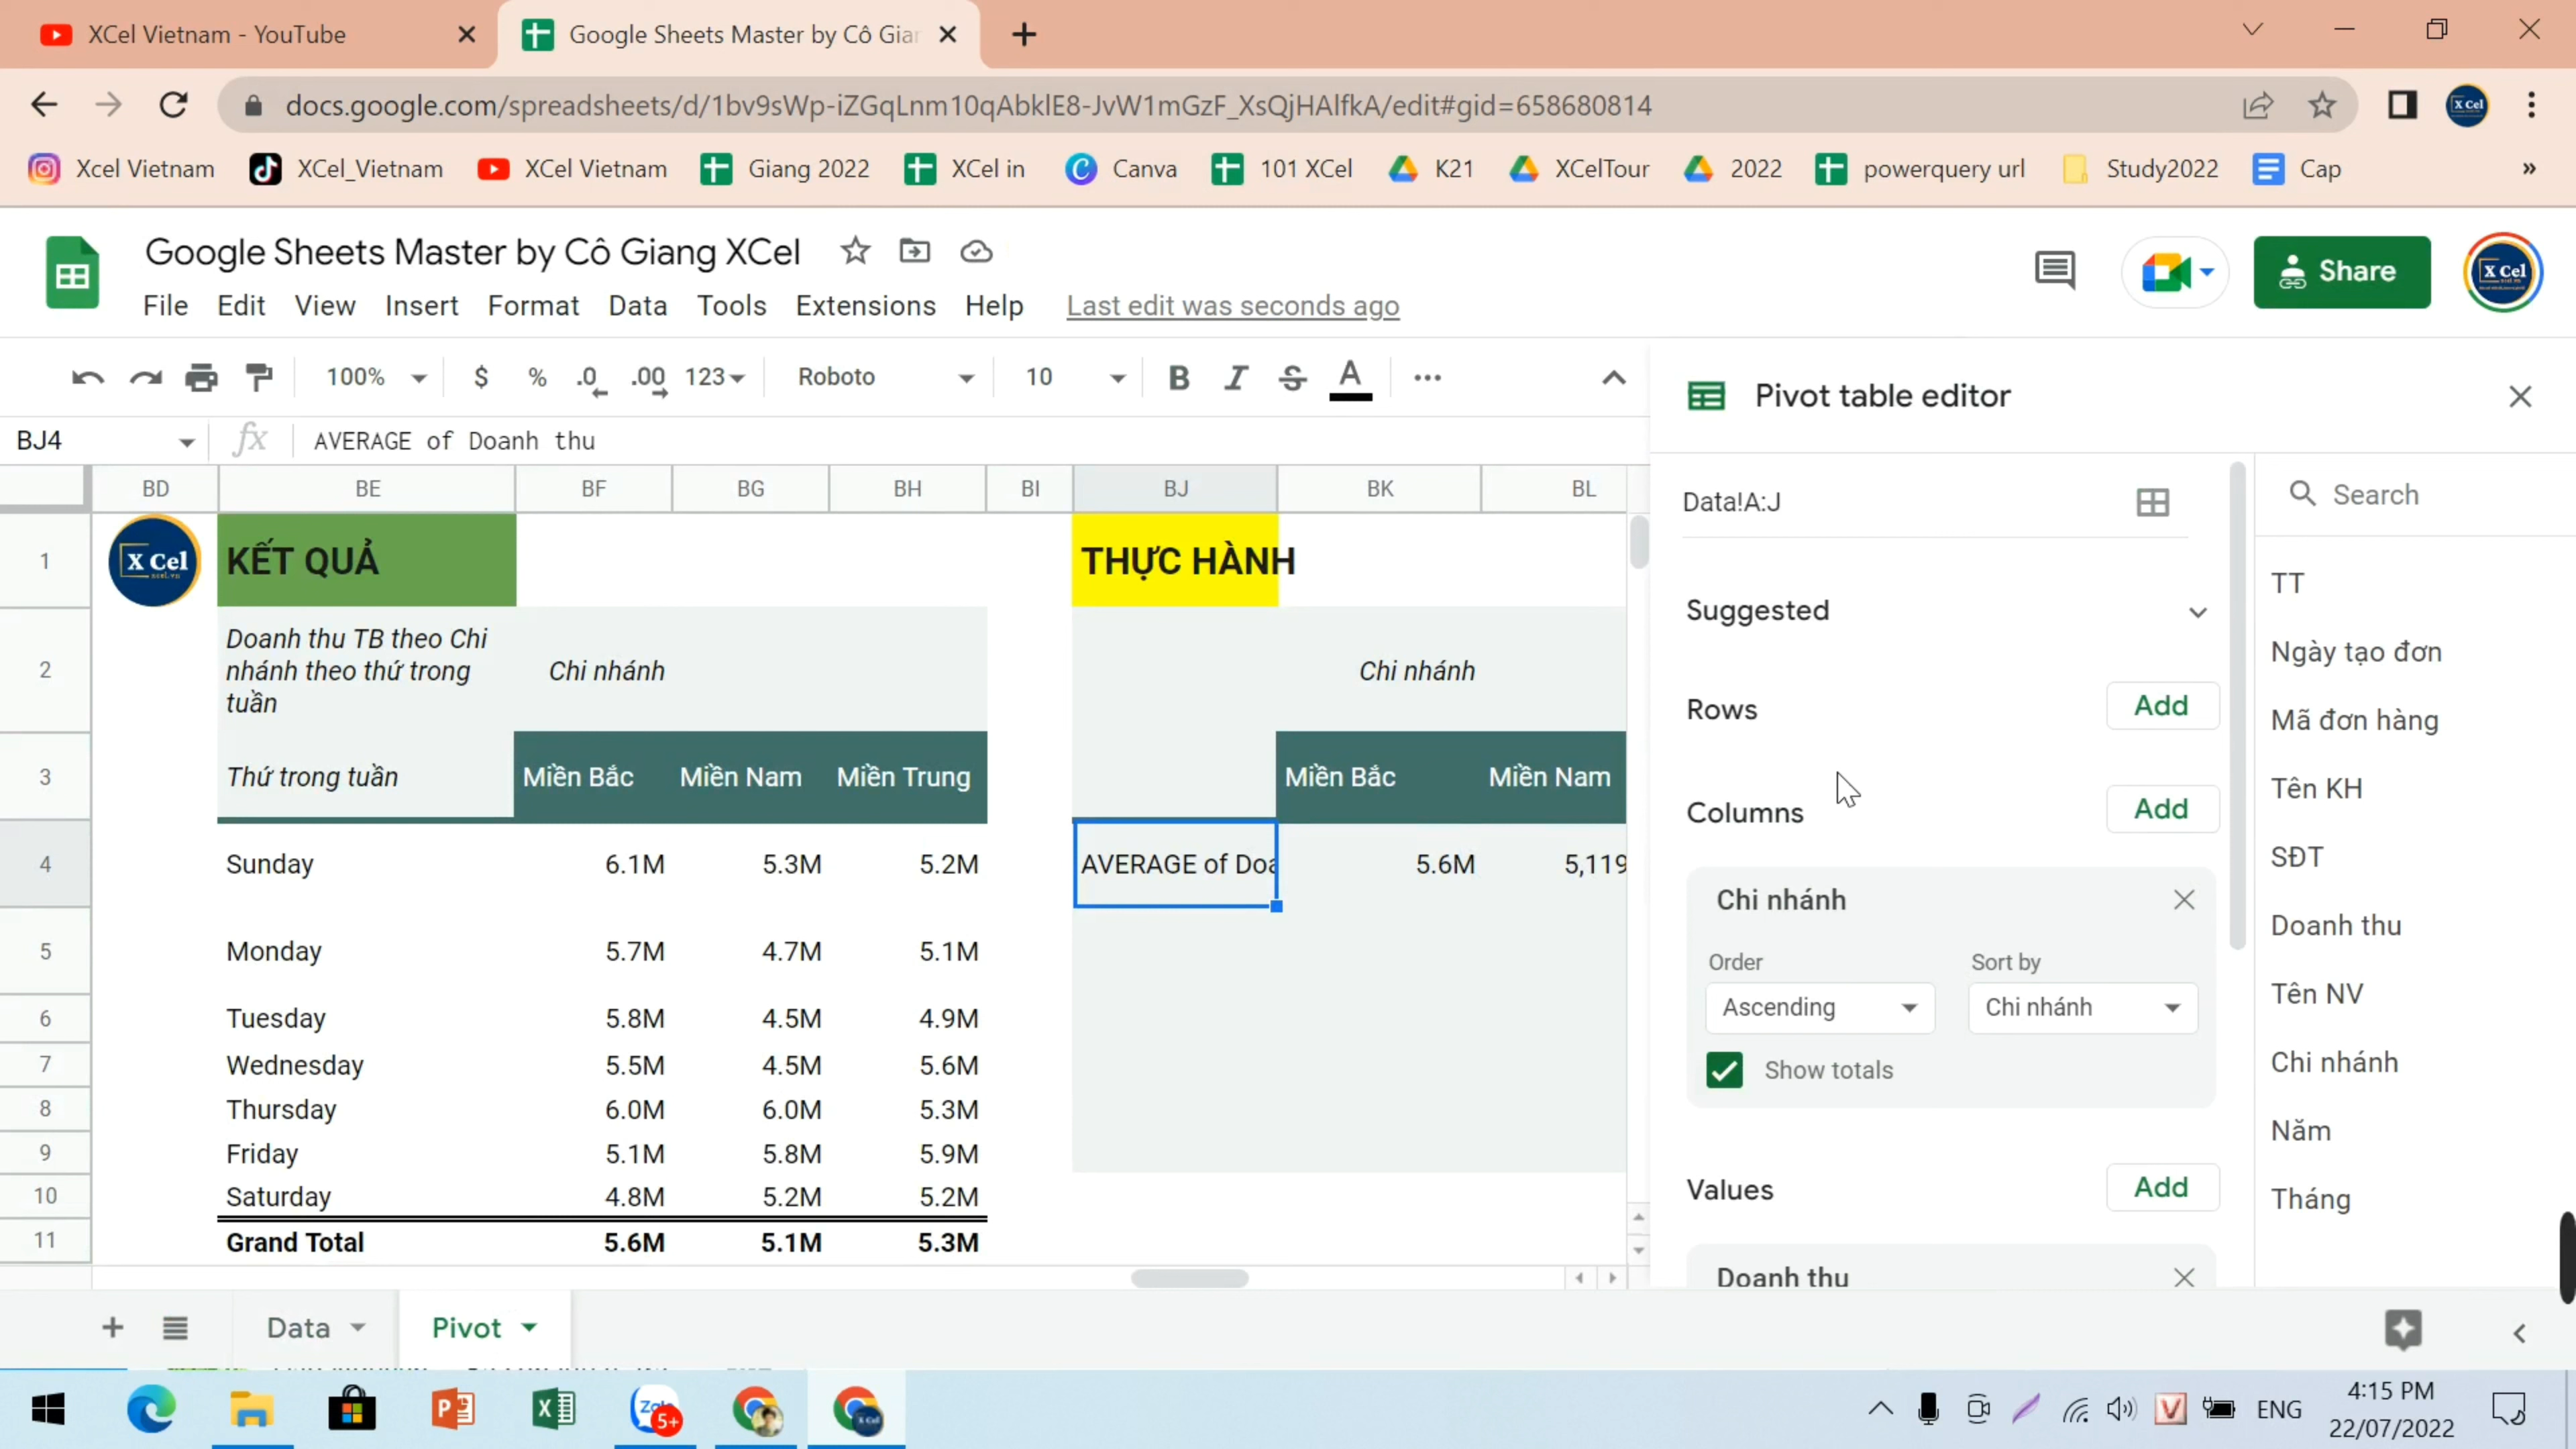 XCel Vietnam - YouTube
Google Sheets Master by Cô Gian
docs.google.com/spreadsheets/d/1bv9sWp-iZGqLnm10qAbklE8-JvW1mGzF_XsQjHAlfkA/edit#gid=658680814
Xcel Vietnam XCel_Vietnam XCel Vietnam Giang 2022 XCel in Canva 101 XCel K21 XCelTour 2022 powerquery url Study2022 Cap »
Google Sheets Master by Cô Giang XCel
Share
X Cel
File Edit View Insert Format Data Tools Extensions Help Last edit was seconds ago
100% $ % .0 .00 123 Roboto 10 B I S A
BJ4 fx AVERAGE of Doanh thu
BD BE BF BG BH BI BJ BK BL
1 X Cel KẾT QUẢ THỰC HÀNH
2 Doanh thu TB theo Chi
nhánh theo thứ trong
tuần
Chi nhánh Chi nhánh
3 Thứ trong tuần Miền Bắc Miền Nam Miền Trung Miền Bắc Miền Nam
4 Sunday 6.1M 5.3M 5.2M AVERAGE of Doa 5.6M 5,119
5 Monday 5.7M 4.7M 5.1M
6 Tuesday 5.8M 4.5M 4.9M
7 Wednesday 5.5M 4.5M 5.6M
8 Thursday 6.0M 6.0M 5.3M
9 Friday 5.1M 5.8M 5.9M
10 Saturday 4.8M 5.2M 5.2M
11 Grand Total 5.6M 5.1M 5.3M
Pivot table editor
Data!A:J
Suggested
Rows Add
Columns Add
Chi nhánh
Order Sort by
Ascending Chi nhánh
Show totals
Values Add
Doanh thu
Search
TT
Ngày tạo đơn
Mã đơn hàng
Tên KH
SĐT
Doanh thu
Tên NV
Chi nhánh
Năm
Tháng
Data Pivot
Zalo 5+
ENG
4:15 PM
22/07/2022